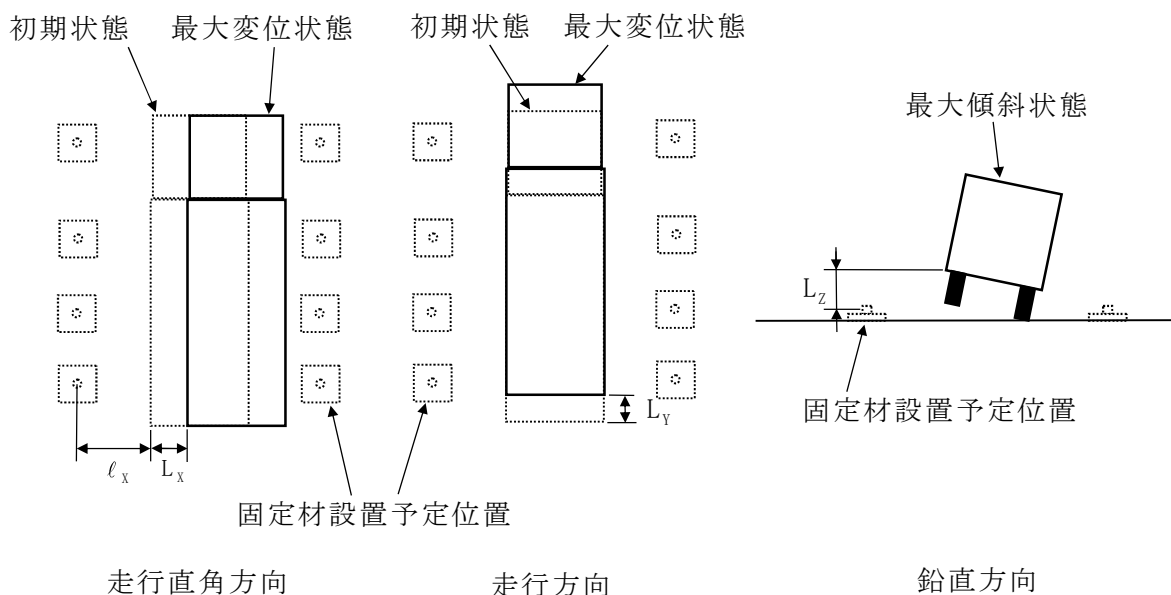 初期状態 最大変位状態
初期状態 最大変位状態
最大傾斜状態
L_Z
固定材設置予定位置
L_Y
ℓ_X L_X
固定材設置予定位置
走行直角方向
走行方向
鉛直方向